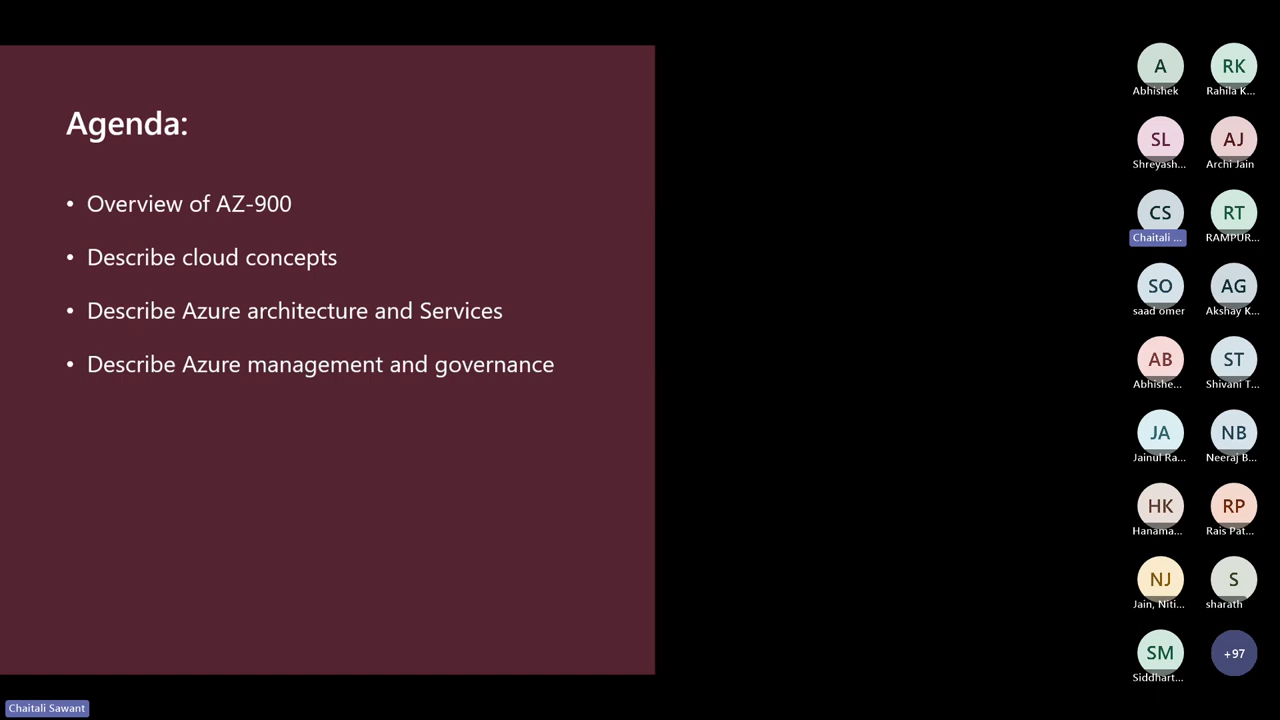 Agenda:
• Overview of AZ-900
• Describe cloud concepts
• Describe Azure architecture and Services
• Describe Azure management and governance
A
Abhishek
RK
Rahila K...
SL
Shreyash...
AJ
Archi Jain
CS
Chaitali ...
RT
RAMPUR...
SO
saad omer
AG
Akshay K...
AB
Abhishe...
ST
Shivani T...
JA
Jainul Ra...
NB
Neeraj B...
HK
Hanama...
RP
Rais Pat...
NJ
Jain, Niti...
S
sharath
SM
Siddhart...
+97
Chaitali Sawant